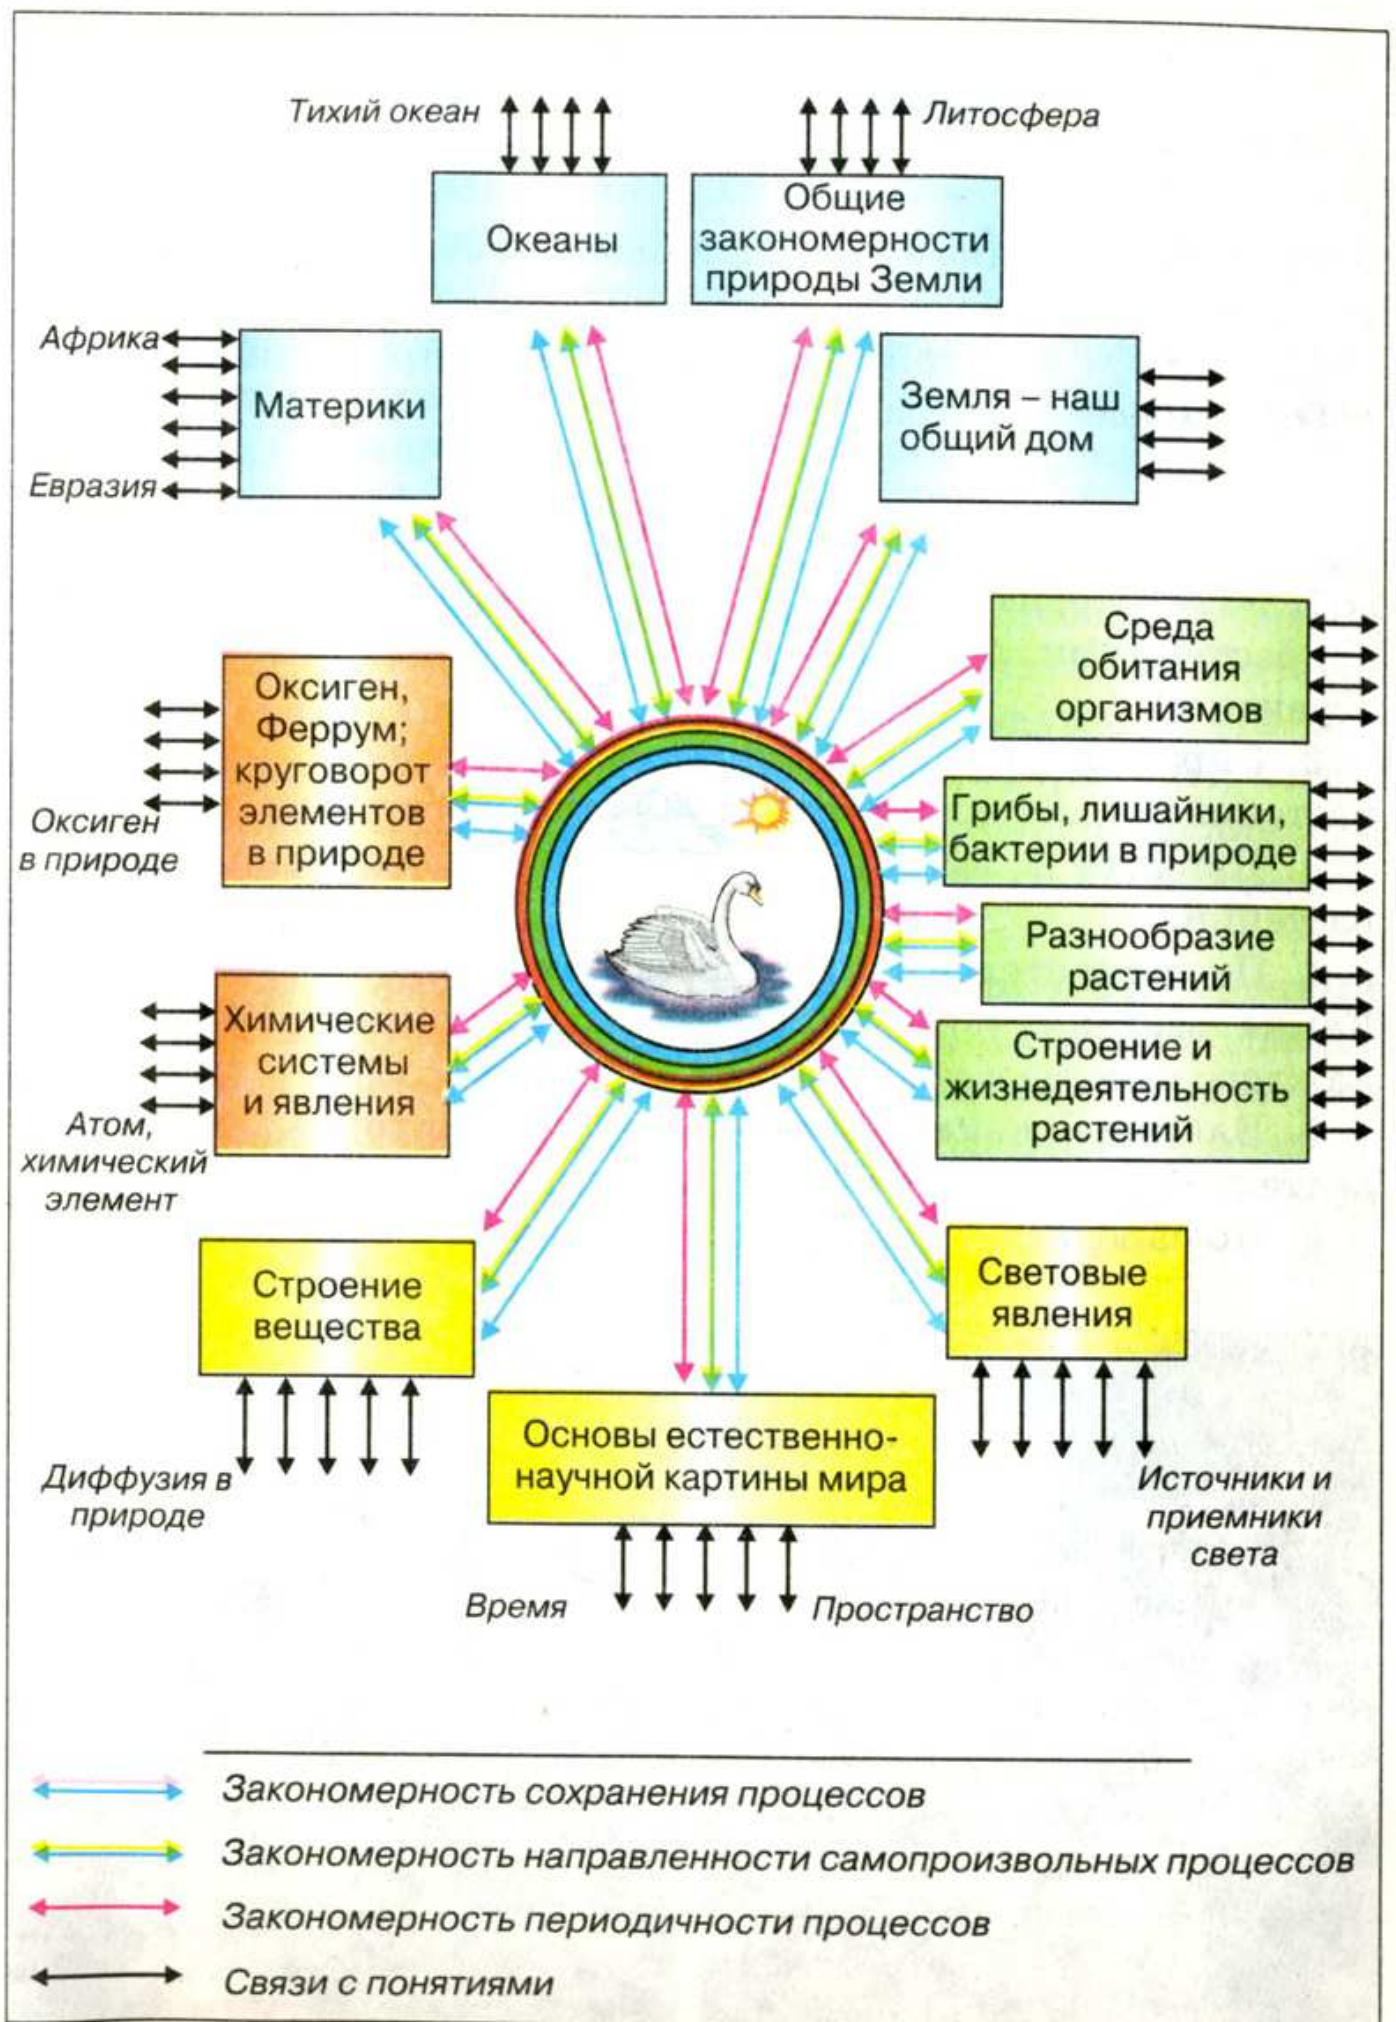 Тихий океан
Литосфера
Океаны
Общие
закономерности
природы Земли
Африка
Материки
Евразия
Земля – наш
общий дом
Среда
обитания
организмов
Оксиген,
Феррум;
круговорот
элементов
в природе
Оксиген
в природе
Грибы, лишайники,
бактерии в природе
Разнообразие
растений
Химические
системы
и явления
Атом,
химический
элемент
Строение и
жизнедеятельность
растений
Строение
вещества
Световые
явления
Диффузия в
природе
Основы естественно-
научной картины мира
Источники и
приемники
света
Время
Пространство
Закономерность сохранения процессов
Закономерность направленности самопроизвольных процессов
Закономерность периодичности процессов
Связи с понятиями